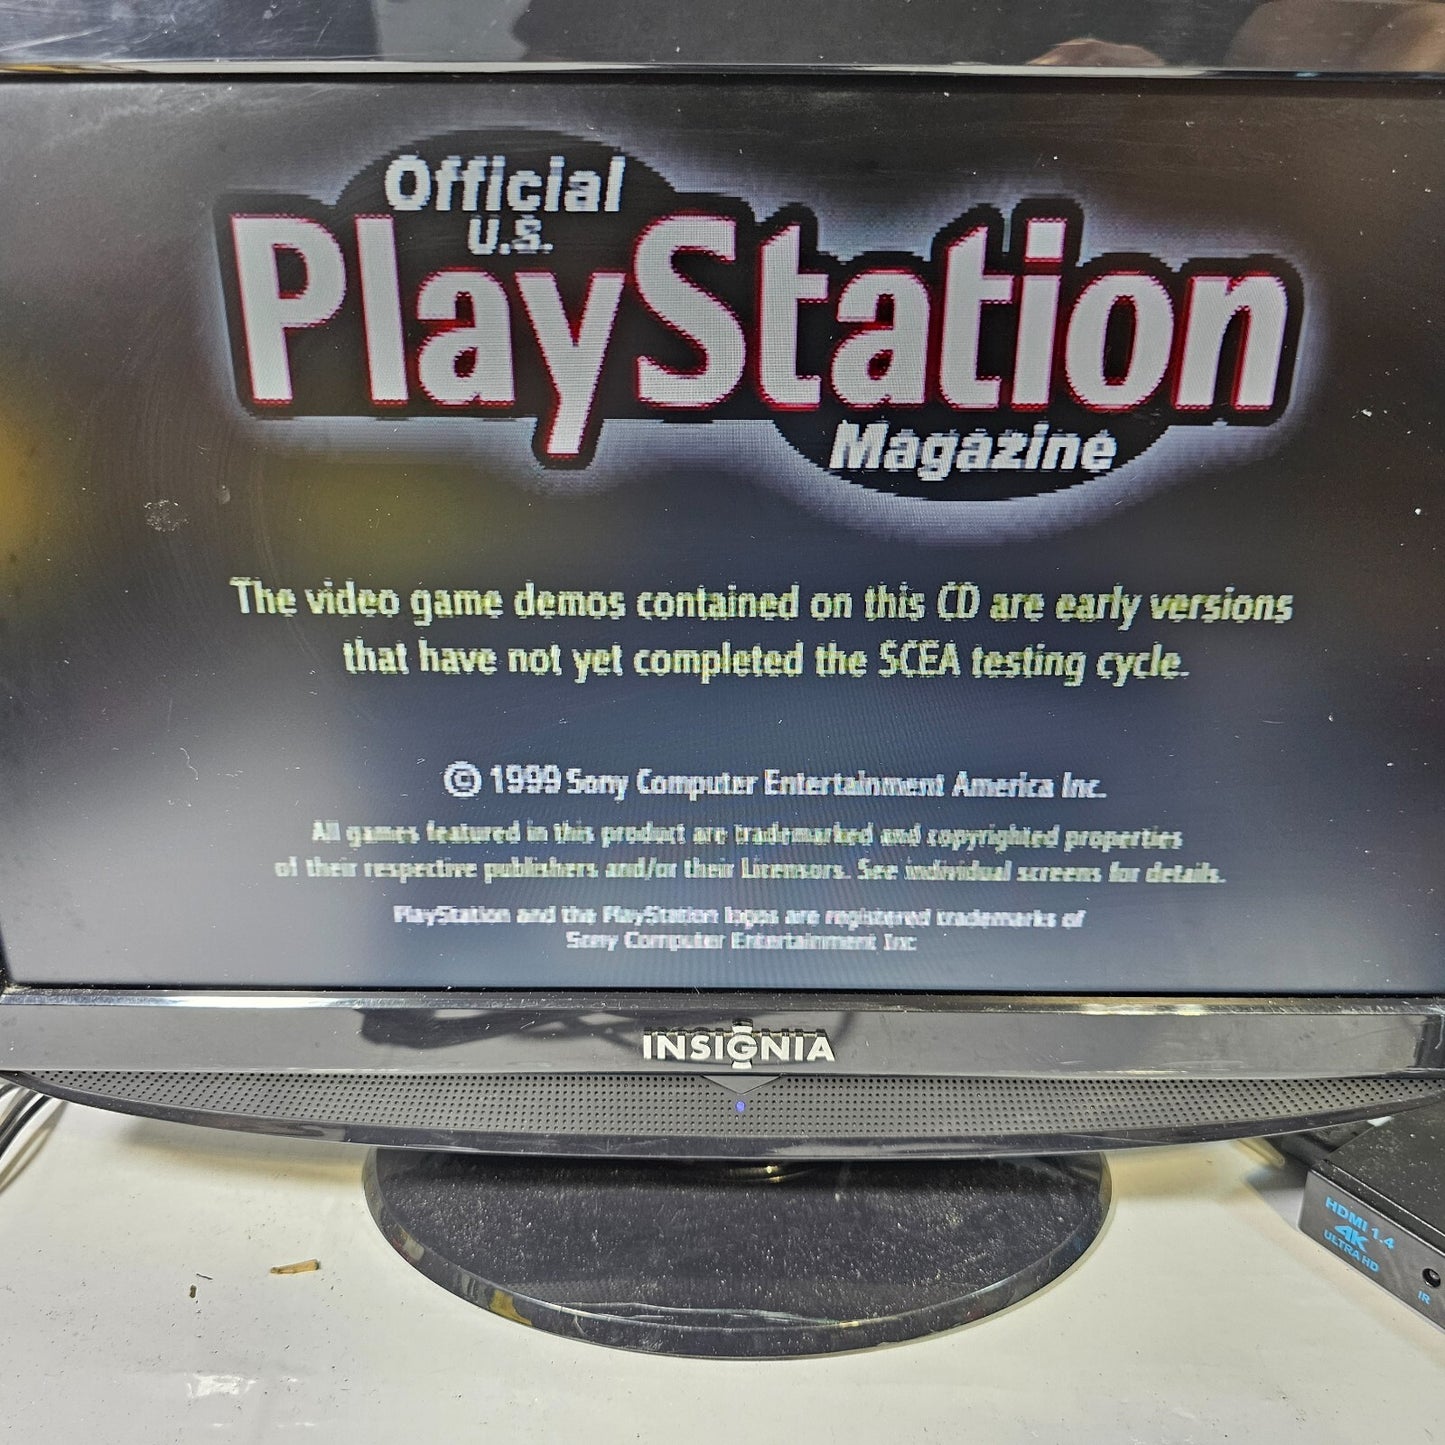 Official
U.S.
PlayStation
Magazine
The video game demos contained on this CD are early versions
that have not yet completed the SCEA testing cycle.
© 1999 Sony Computer Entertainment America Inc.
All games featured in this product are trademarked and copyrighted properties
of their respective publishers and/or their Licensors. See individual screens for details.
PlayStation and the PlayStation logos are registered trademarks of
Sony Computer Entertainment Inc
INSIGNIA
HDMI 1.4
4K
ULTRA HD
IR